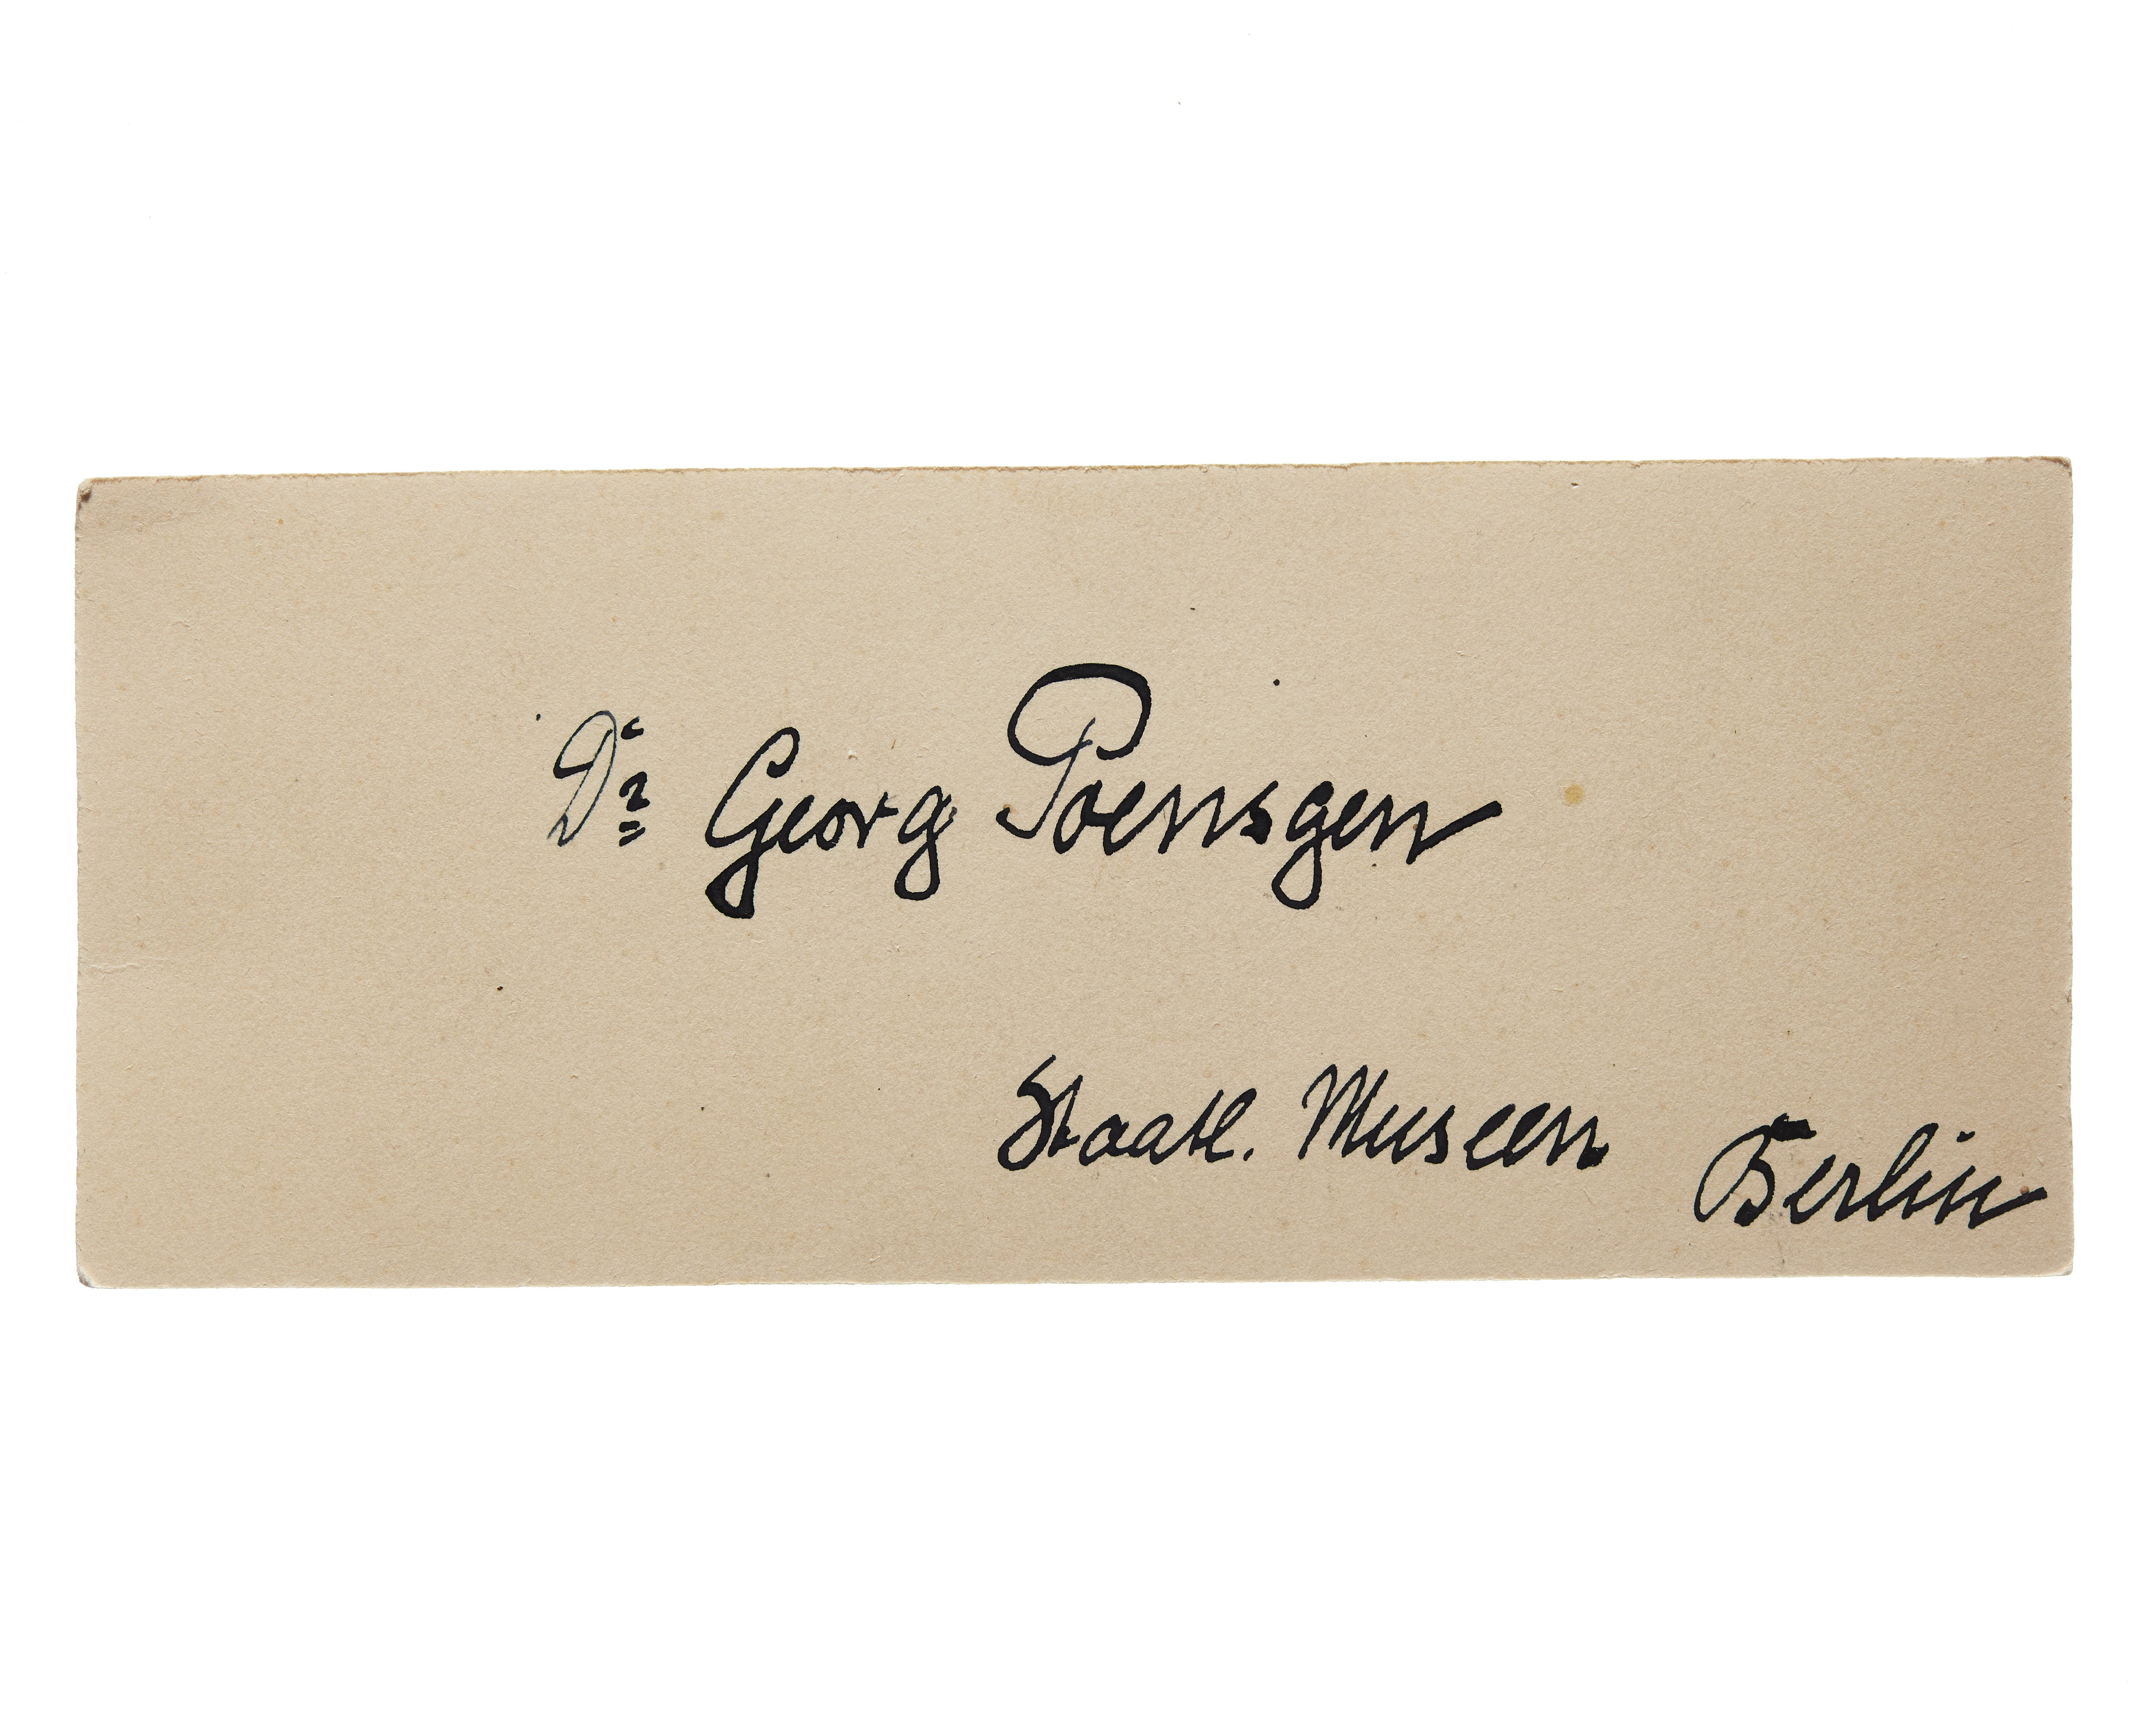 Dr Georg Poensgen
Staatl. Museen Berlin